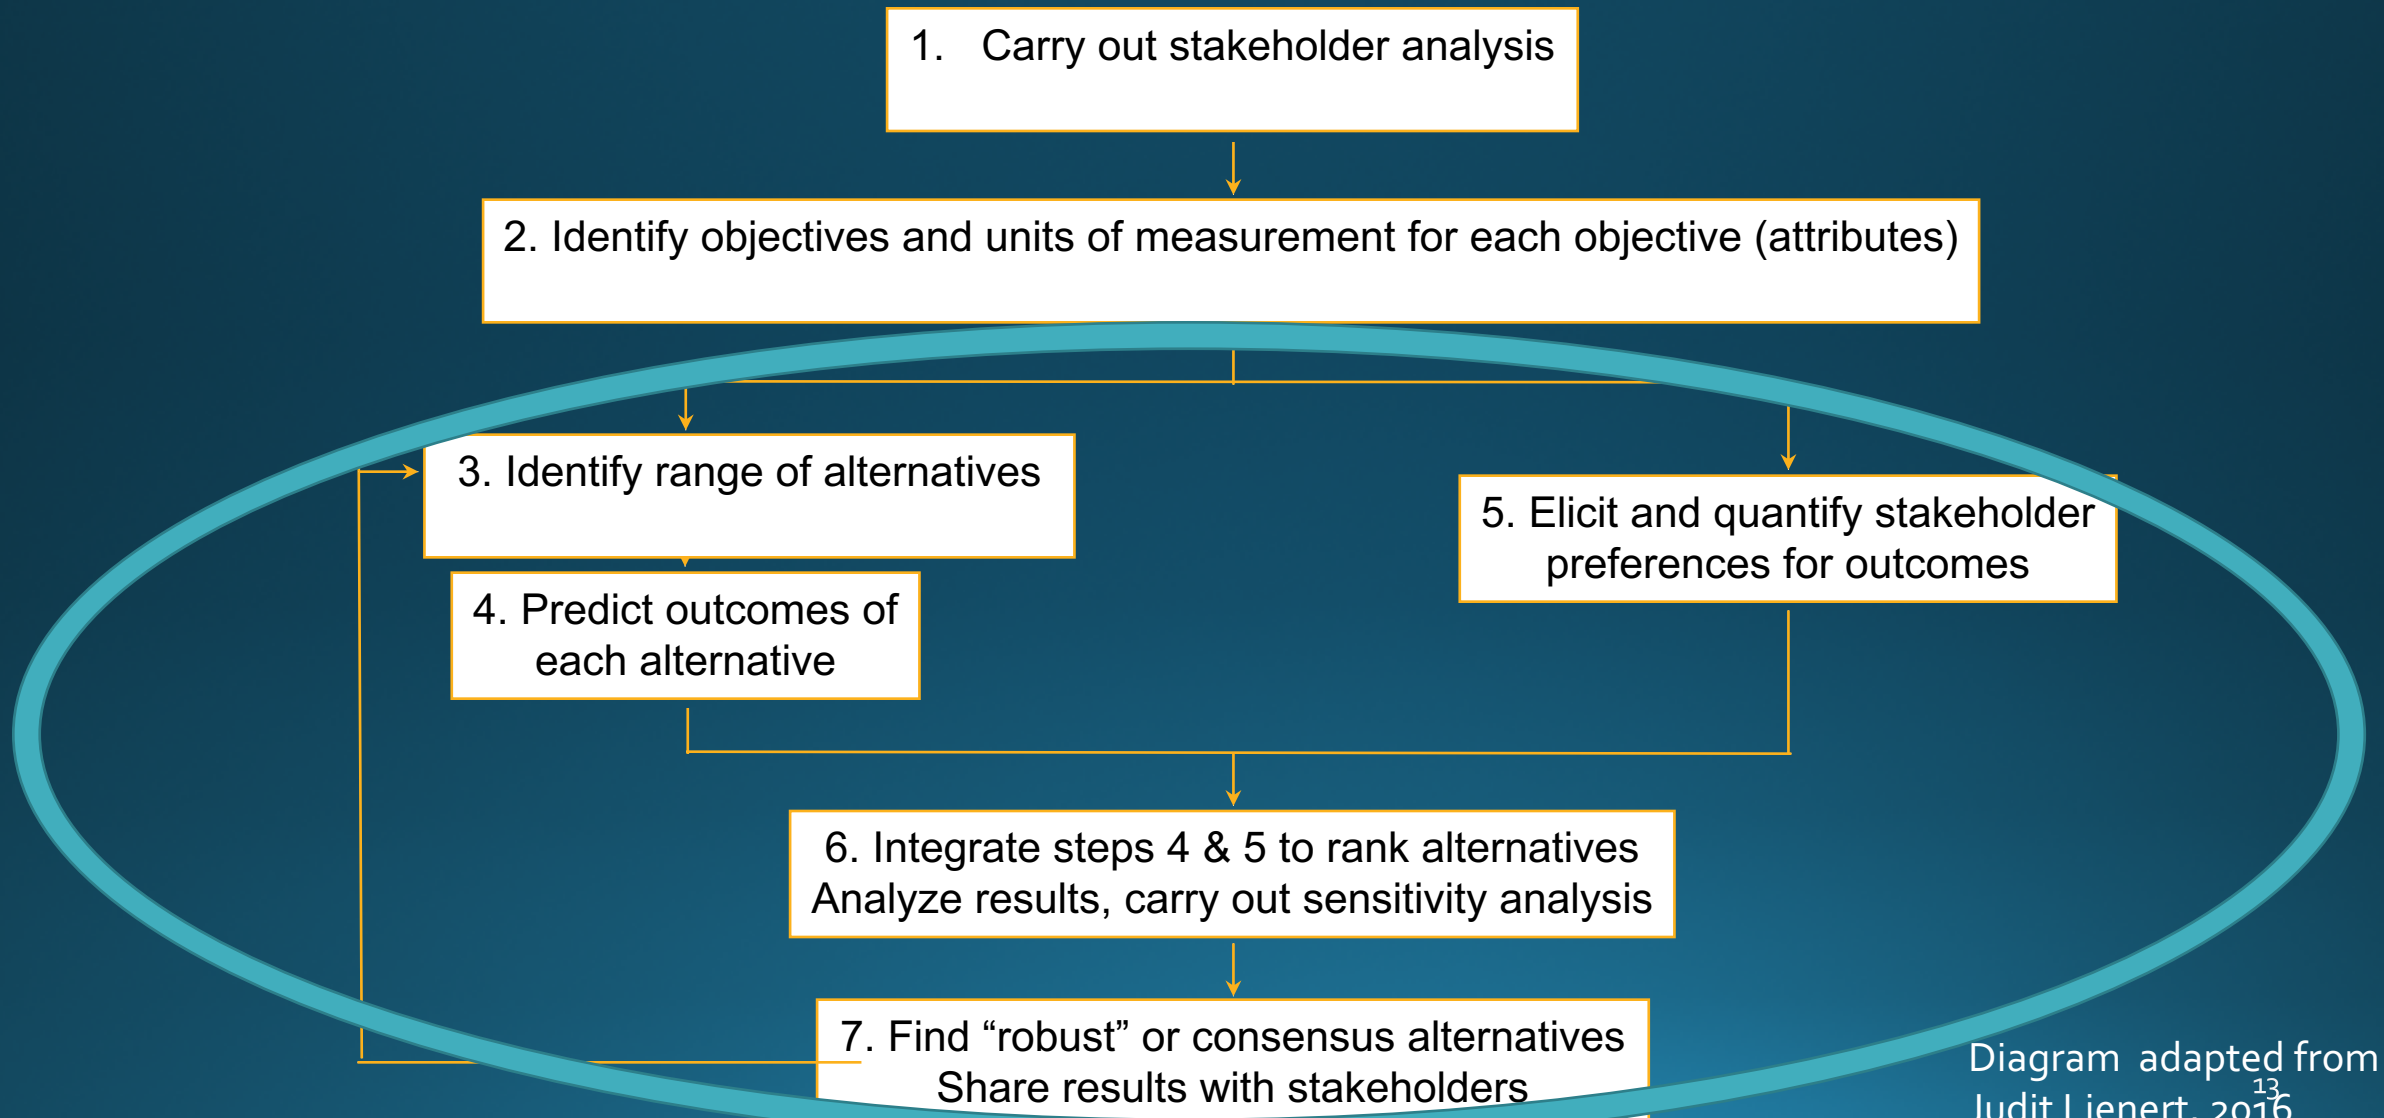 1. Carry out stakeholder analysis
2. Identify objectives and units of measurement for each objective (attributes)
3. Identify range of alternatives
4. Predict outcomes of
each alternative
5. Elicit and quantify stakeholder
preferences for outcomes
6. Integrate steps 4 & 5 to rank alternatives
Analyze results, carry out sensitivity analysis
7. Find “robust” or consensus alternatives
Share results with stakeholders
Diagram adapted from
13
Judit Lienert, 2016